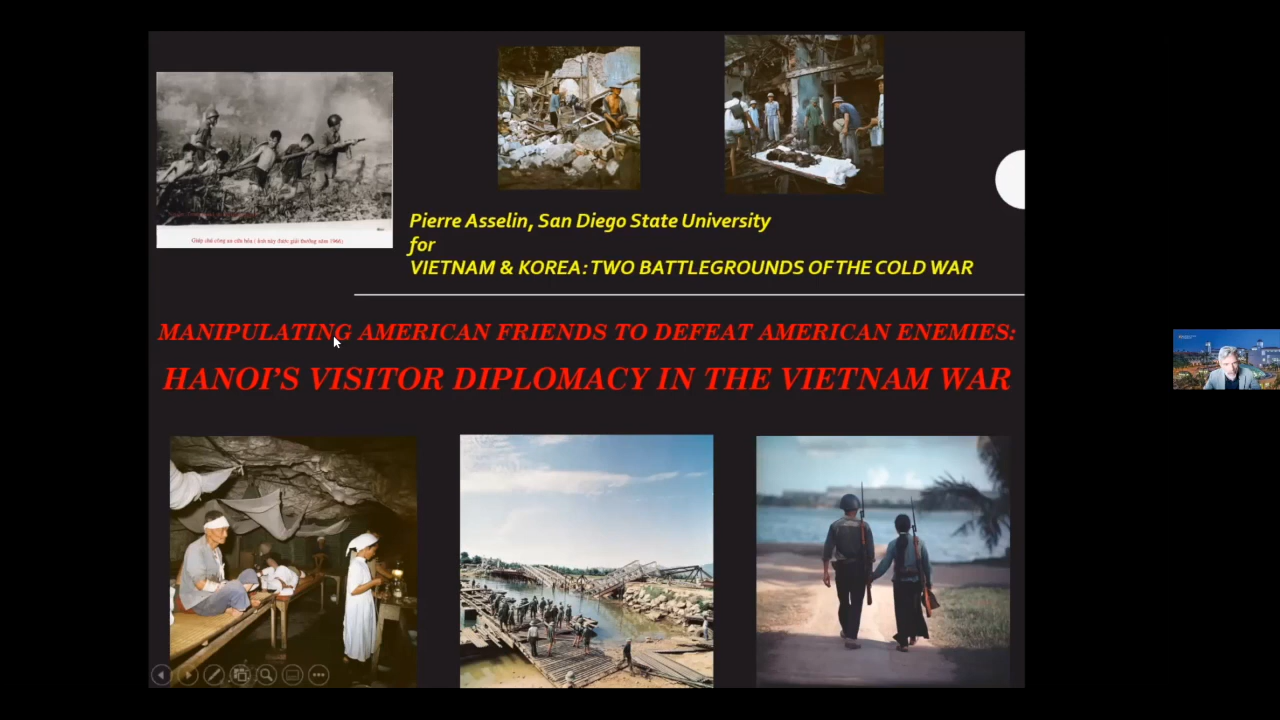 Pierre Asselin, San Diego State University
for
VIETNAM & KOREA: TWO BATTLEGROUNDS OF THE COLD WAR
MANIPULATING AMERICAN FRIENDS TO DEFEAT AMERICAN ENEMIES:
HANOI'S VISITOR DIPLOMACY IN THE VIETNAM WAR